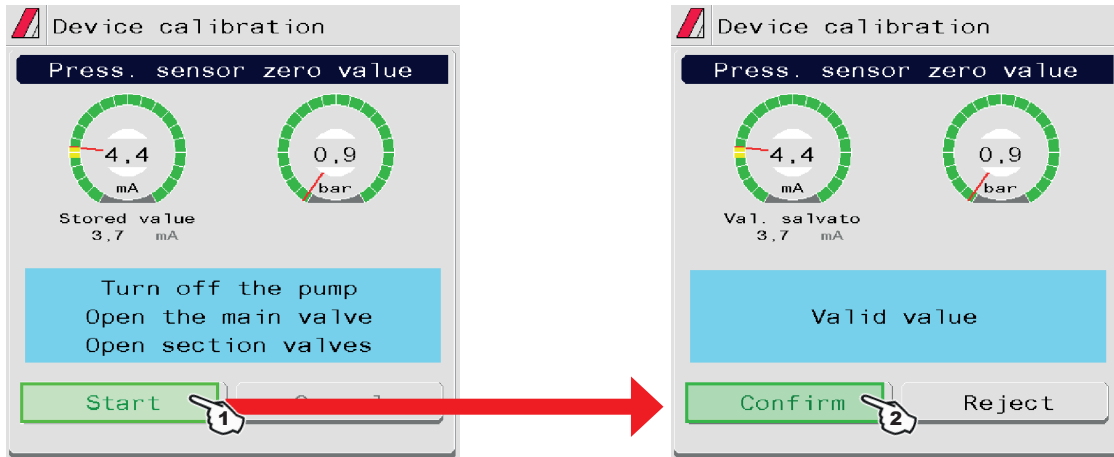 Device calibration
Press. sensor zero value
4,4
mA
0,9
bar
Stored value
3,7 mA
Turn off the pump
Open the main valve
Open section valves
Start
1
Device calibration
Press. sensor zero value
4,4
mA
0,9
bar
Val. salvato
3,7 mA
Valid value
Confirm
2
Reject